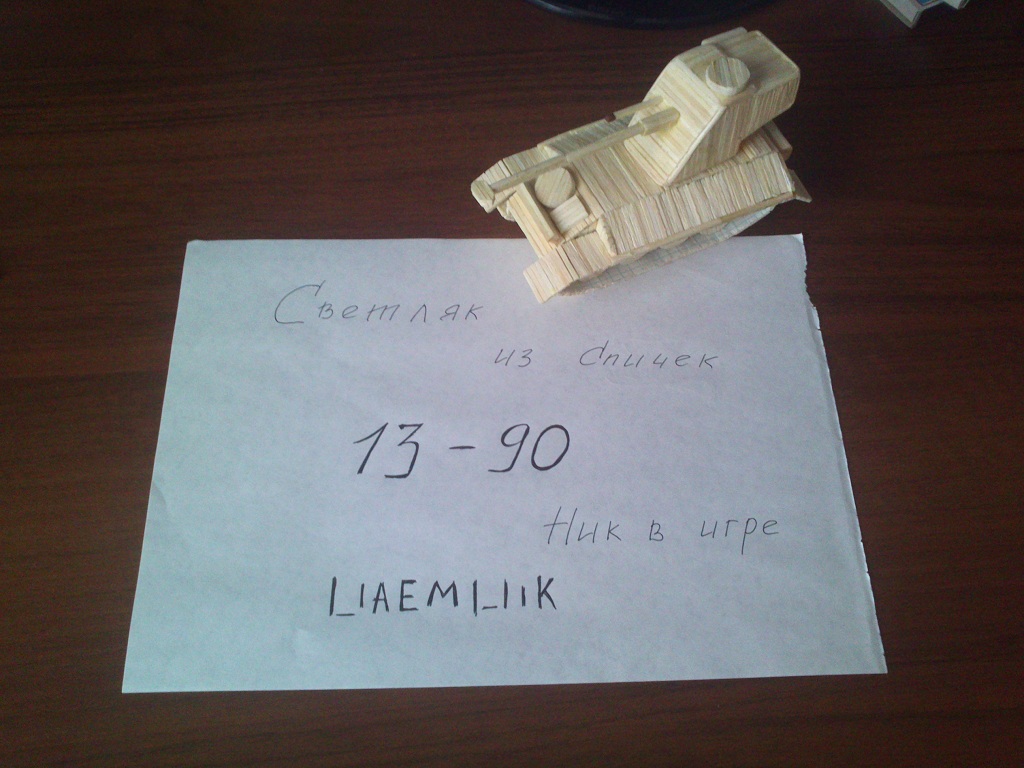 Светляк
из спичек
13-90
Ник в игре
LIAEMLIIK